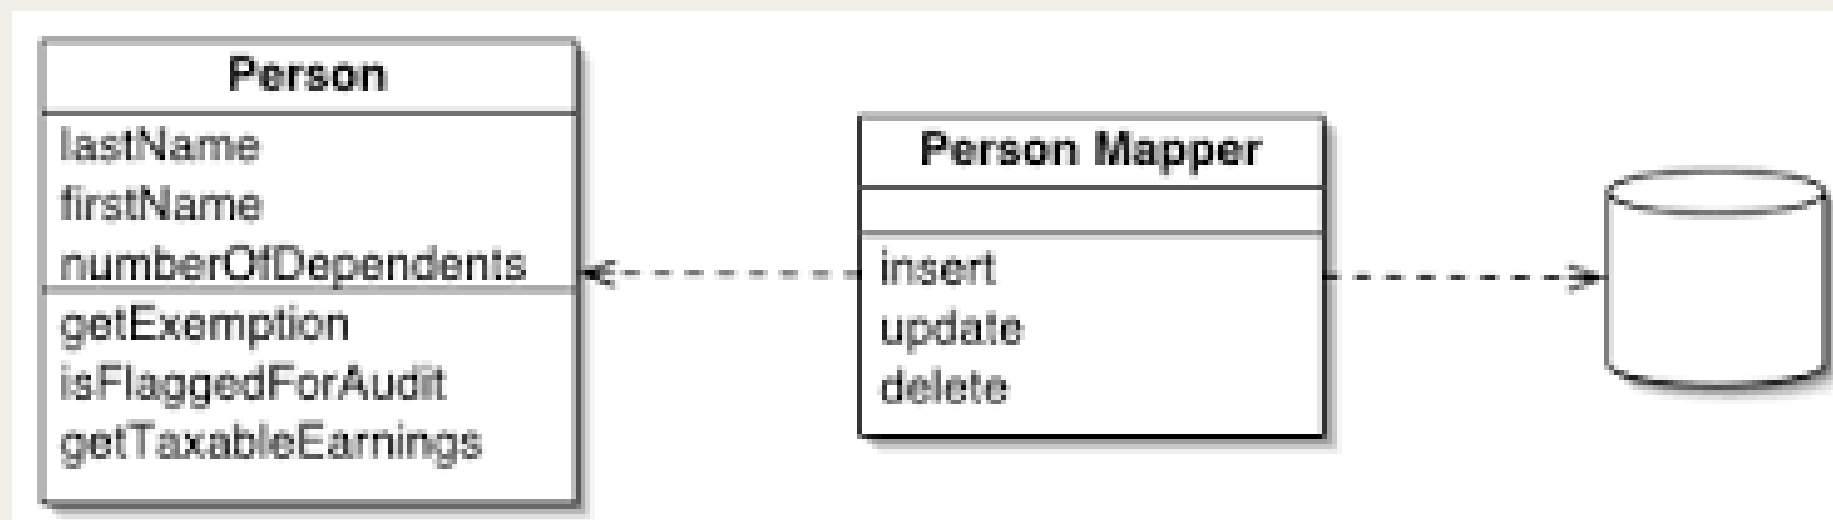 Person
lastName
firstName
numberOfDependents
getExemption
isFlaggedForAudit
getTaxableEarnings
Person Mapper
insert
update
delete